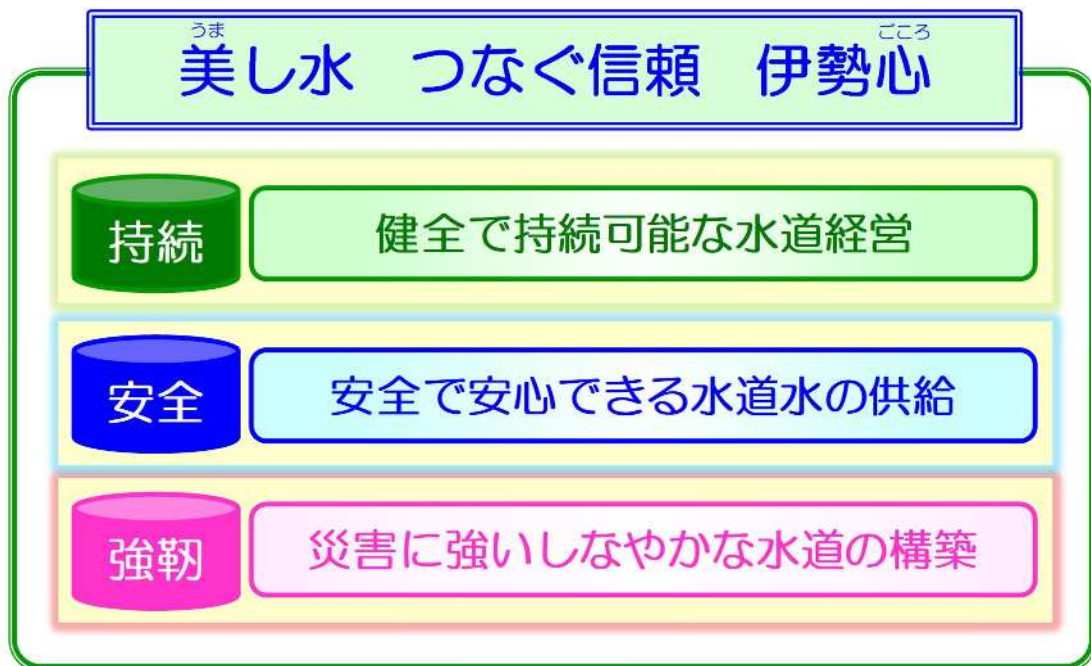 うま ごころ
美し水 つなぐ信頼 伊勢心
持続 健全で持続可能な水道経営
安全 安全で安心できる水道水の供給
強靭 災害に強いしなやかな水道の構築